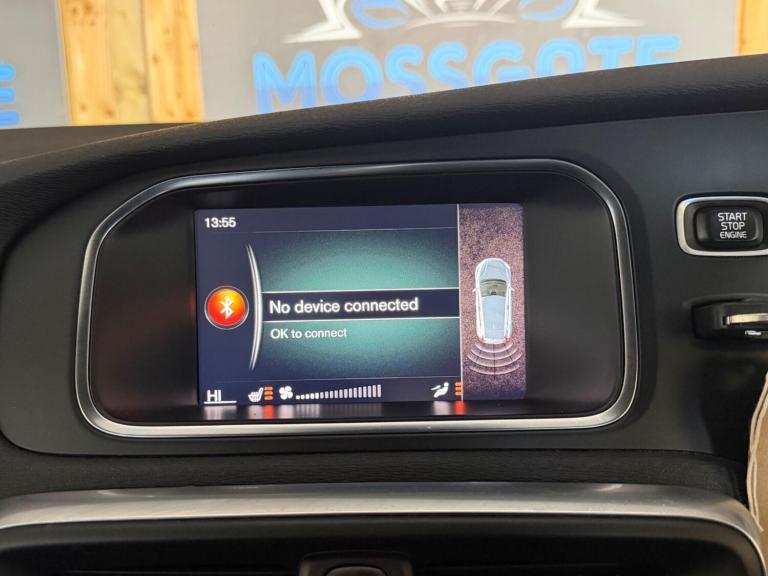 MOSSGATE
E
13:55
No device connected
OK to connect
HI
START
STOP
ENGINE